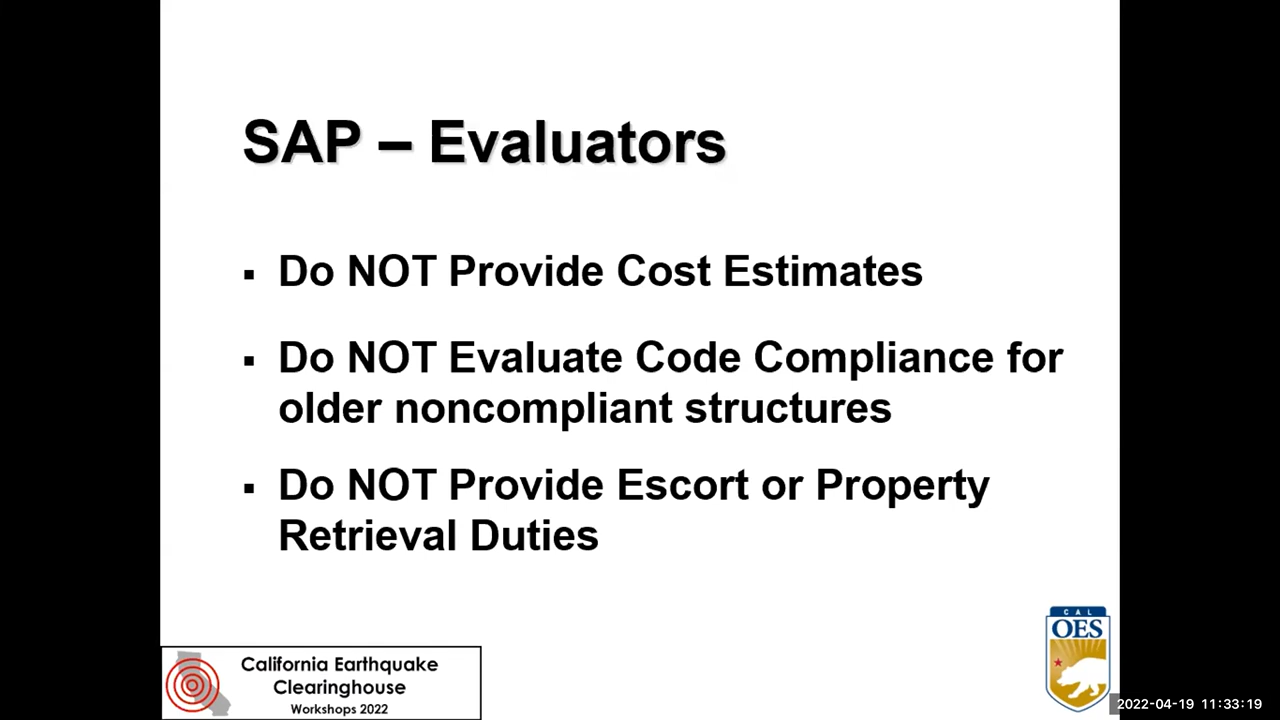 SAP – Evaluators
▪ Do NOT Provide Cost Estimates
▪ Do NOT Evaluate Code Compliance for
older noncompliant structures
▪ Do NOT Provide Escort or Property
Retrieval Duties
California Earthquake
Clearinghouse
Workshops 2022
CAL
OES
2022-04-19 11:33:19